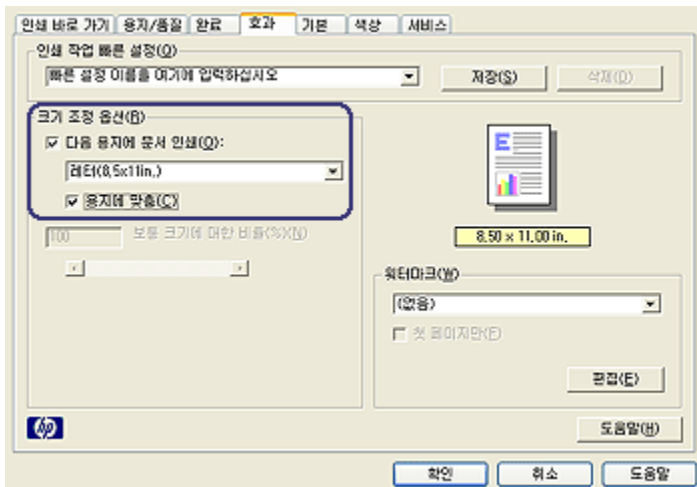 인쇄 바로 가기 용지/품질 완료 효과 기본 색상 서비스
인쇄 작업 빠른 설정(Q)
빠른 설정 이름을 여기에 입력하십시오 저장(S) 삭제(D)
크기 조정 옵션(R)
다음 용지에 문서 인쇄(O):
레터(8,5x11in,)
용지에 맞춤(C)
100 보통 크기에 대한 비율(%)(N)
E
8.50 × 11.00 in.
워터마크(W)
(없음)
첫 페이지만(F)
편집(E)
hp 도움말(H)
확인 취소 도움말